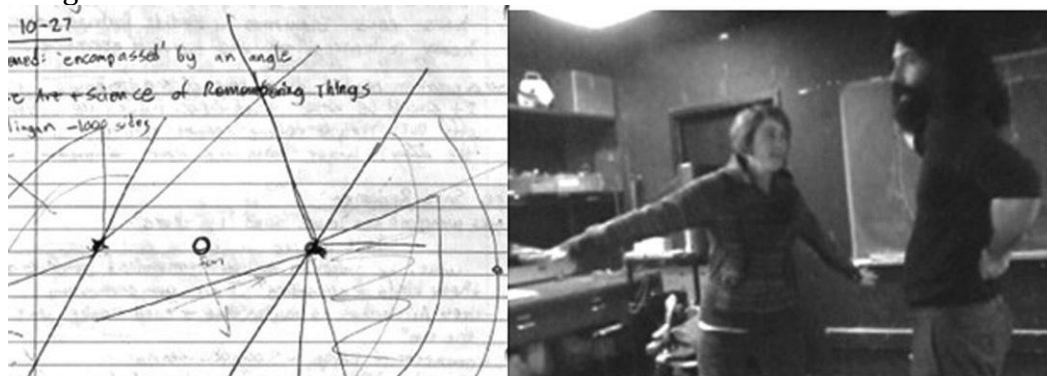 10-27
'encompassed' by an angle
Art + Science of Remembering Things
-1000 sides